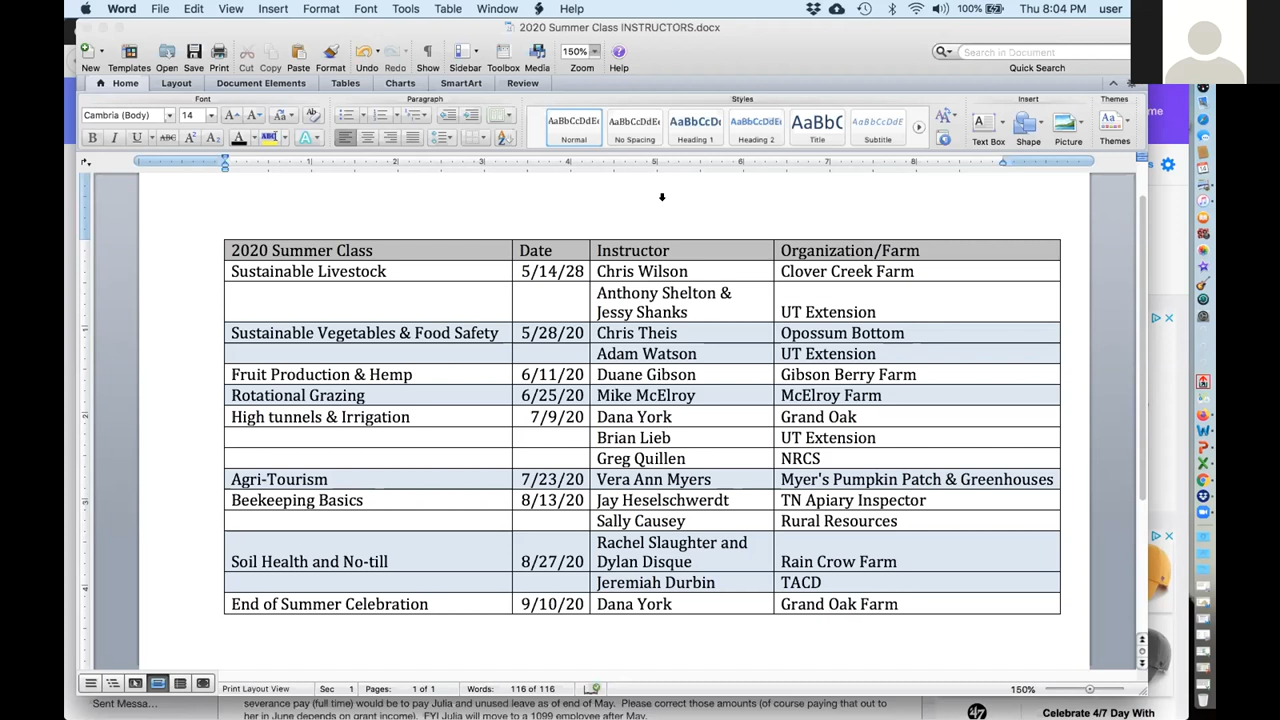 Word File Edit View Insert Format Font Tools Table Window Help 100% Thu 8:04 PM user
2020 Summer Class INSTRUCTORS.docx
150% Search in Document
New Templates Open Save Print Cut Copy Paste Format Undo Redo Show Sidebar Toolbox Media Zoom Help Quick Search
Home Layout Document Elements Tables Charts SmartArt Review
Font Paragraph Styles Insert Themes
Cambria (Body) 14
Normal No Spacing Heading 1 Heading 2 Title Subtitle Text Box Shape Picture Themes
2020 Summer Class Date Instructor Organization/Farm
Sustainable Livestock 5/14/28 Chris Wilson Clover Creek Farm
Anthony Shelton &
Jessy Shanks UT Extension
Sustainable Vegetables & Food Safety 5/28/20 Chris Theis Opossum Bottom
Adam Watson UT Extension
Fruit Production & Hemp 6/11/20 Duane Gibson Gibson Berry Farm
Rotational Grazing 6/25/20 Mike McElroy McElroy Farm
High tunnels & Irrigation 7/9/20 Dana York Grand Oak
Brian Lieb UT Extension
Greg Quillen NRCS
Agri-Tourism 7/23/20 Vera Ann Myers Myer's Pumpkin Patch & Greenhouses
Beekeeping Basics 8/13/20 Jay Heselschwerdt TN Apiary Inspector
Sally Causey Rural Resources
Rachel Slaughter and
Soil Health and No-till 8/27/20 Dylan Disque Rain Crow Farm
Jeremiah Durbin TACD
End of Summer Celebration 9/10/20 Dana York Grand Oak Farm
Print Layout View Sec 1 Pages: 1 of 1 Words: 116 of 116 150%
Sent Messa... severance pay (full time) would be to pay Julia and unused leave as of end of May. Please correct those amounts (of course paying that out to
her in June depends on grant income). FYI Julia will move to a 1099 employee after May.
Celebrate 4/7 Day With